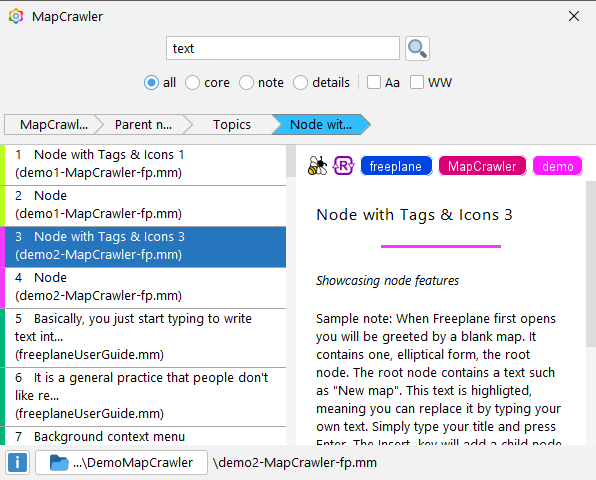 MapCrawler
text
all core note details Aa WW
MapCrawl... Parent n... Topics Node wit...
1 Node with Tags & Icons 1
(demo1-MapCrawler-fp.mm)
2 Node
(demo1-MapCrawler-fp.mm)
3 Node with Tags & Icons 3
(demo2-MapCrawler-fp.mm)
4 Node
(demo2-MapCrawler-fp.mm)
5 Basically, you just start typing to write
text int...
(freeplaneUserGuide.mm)
6 It is a general practice that people don't
like re...
(freeplaneUserGuide.mm)
7 Background context menu
R freeplane MapCrawler demo
Node with Tags & Icons 3
Showcasing node features
Sample note: When Freeplane first opens
you will be greeted by a blank map. It
contains one, elliptical form, the root
node. The root node contains a text such
as "New map". This text is highligted,
meaning you can replace it by typing your
own text. Simply type your title and press
Enter. The Insert key will add a child node
i ...\DemoMapCrawler \demo2-MapCrawler-fp.mm